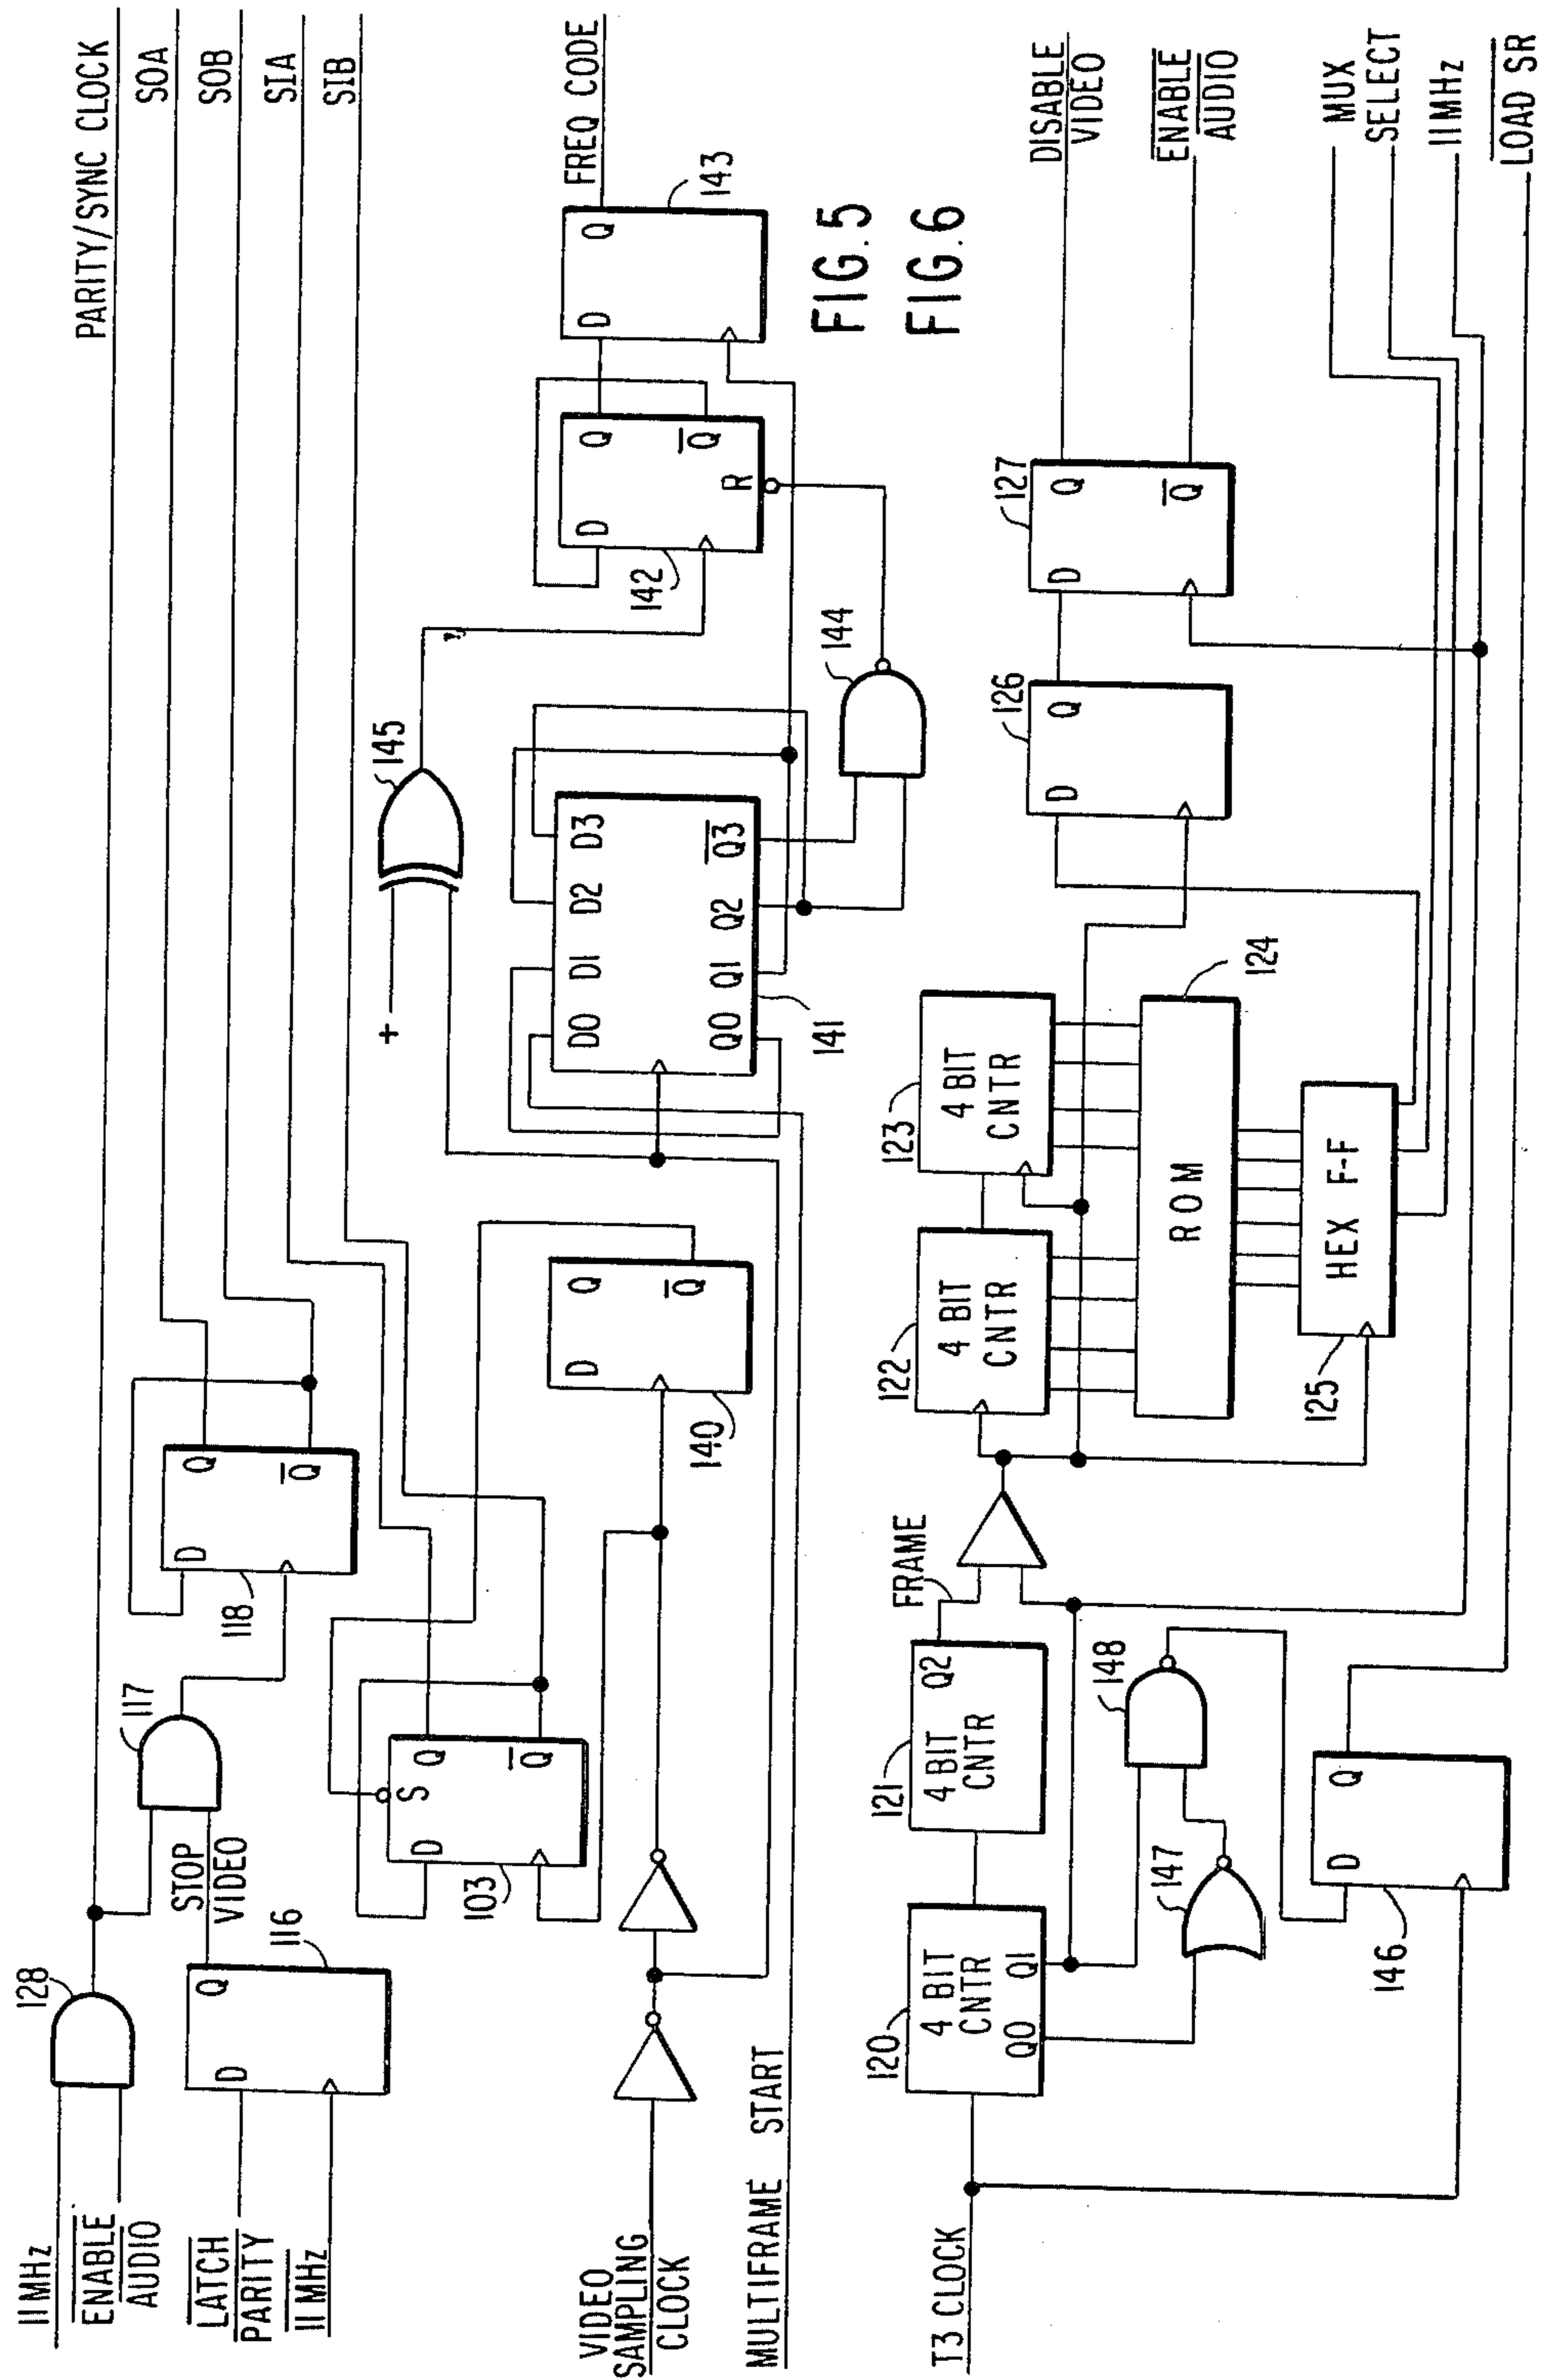 11MHz
ENABLE
AUDIO
128
PARITY/SYNC CLOCK
LATCH
PARITY
11MHz
D
Q
116
STOP
VIDEO
117
D
Q
Q
118
SOA
SOB
SIA
SIB
D
S
Q
Q
103
VIDEO
SAMPLING
CLOCK
D
Q
Q
140
MULTIFRAME START
+
145
D0
D1
D2
D3
Q0
Q1
Q2
Q3
141
144
D
Q
Q
R
142
D
Q
143
FREQ CODE
FIG. 5
FIG. 6
T3 CLOCK
120
4 BIT
CNTR
Q0
Q1
121
4 BIT
CNTR
Q2
FRAME
147
148
D
Q
146
122
4 BIT
CNTR
123
4 BIT
CNTR
ROM
124
HEX F-F
125
D
Q
126
D
Q
Q
127
DISABLE
VIDEO
ENABLE
AUDIO
MUX
SELECT
11MHz
LOAD SR